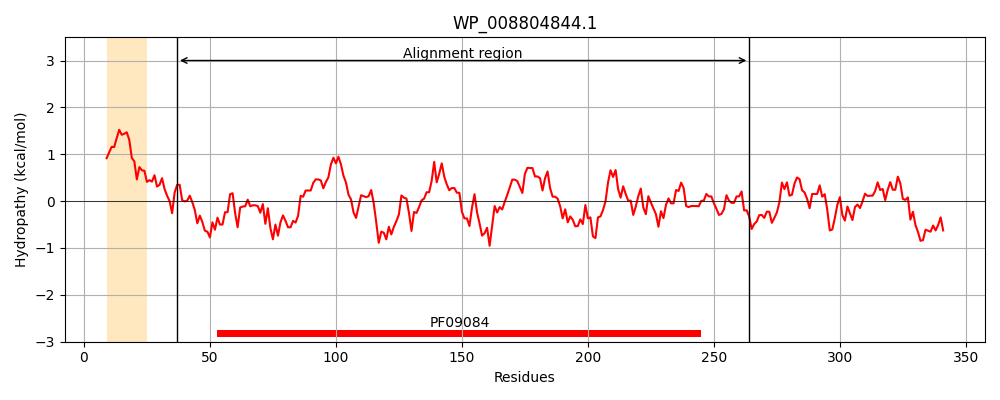 WP_008804844.1
Alignment region
Hydropathy (kcal/mol)
3
2
1
0
−1
−2
−3
PF09084
0 50 100 150 200 250 300 350
Residues